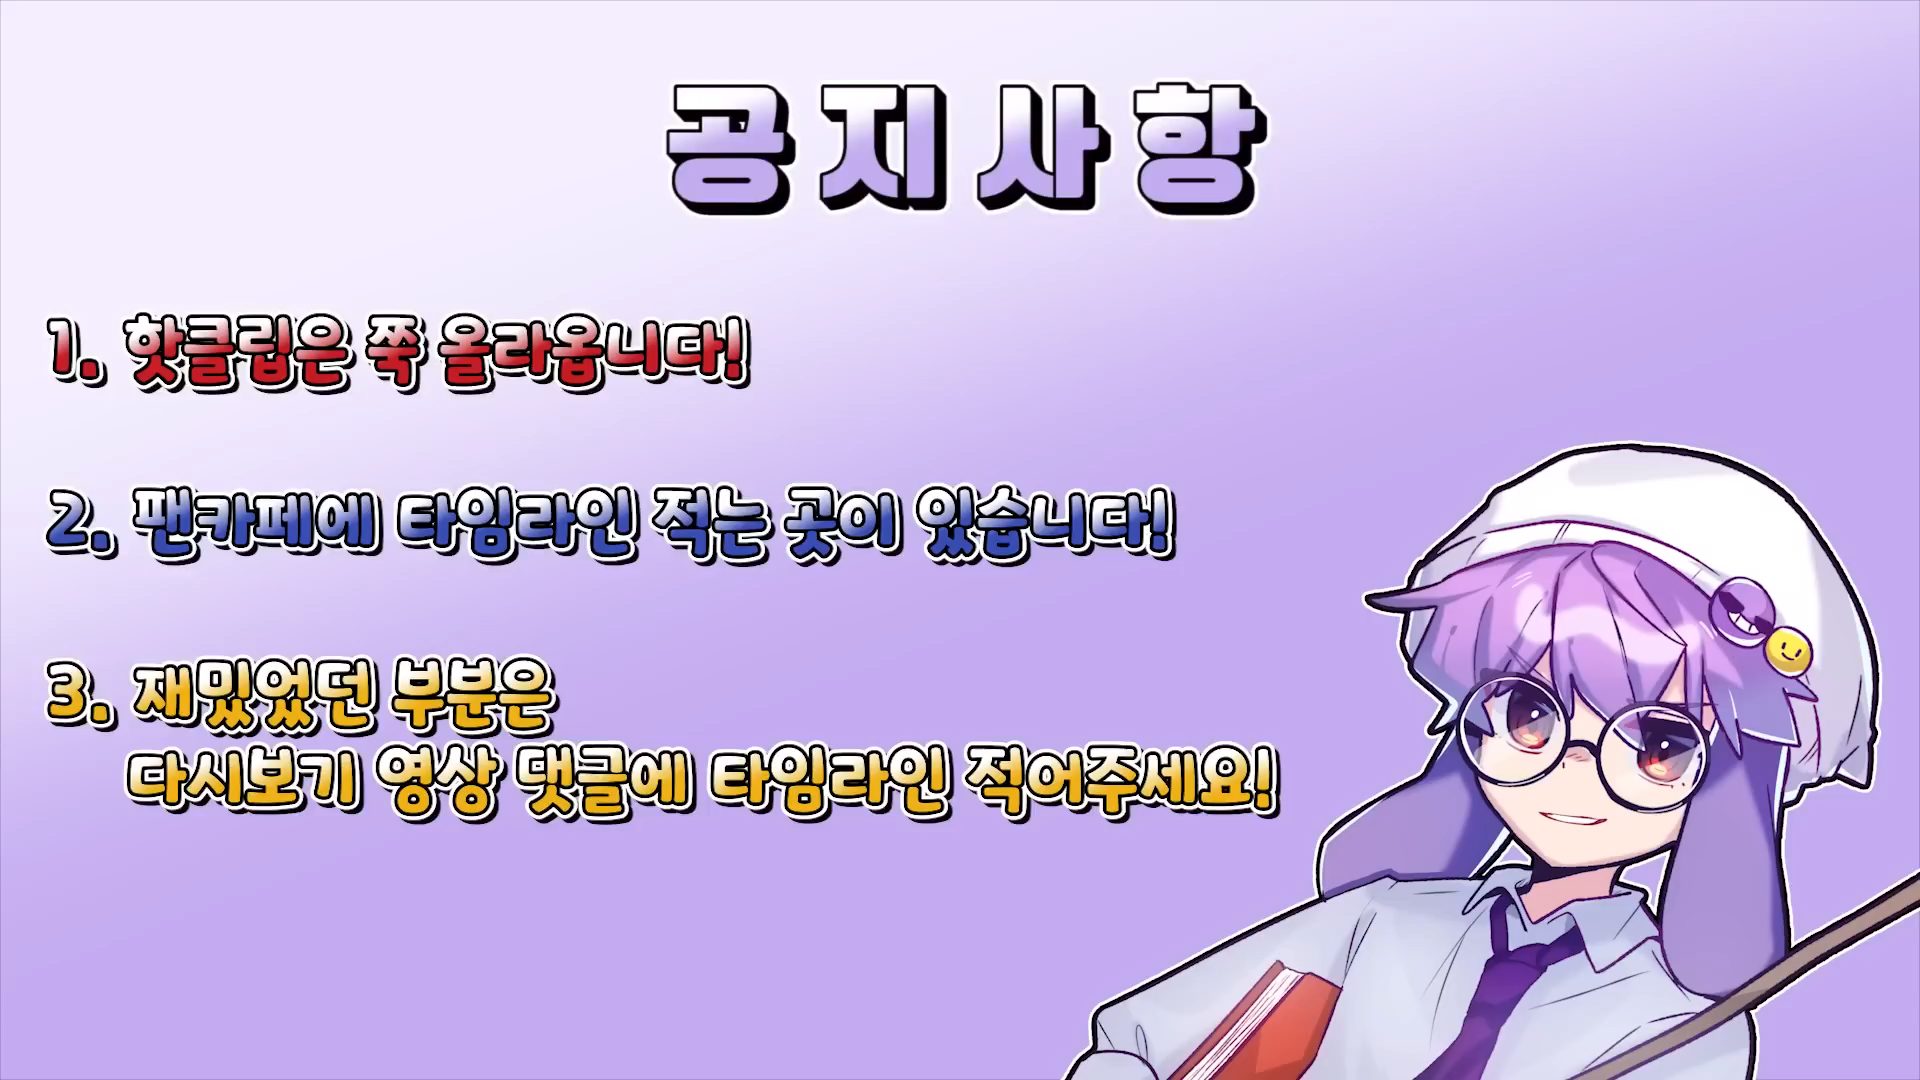 공지사항
1. 핫클립은 쭉 올라옵니다!
2. 팬카페에 타임라인 적는 곳이 있습니다!
3. 재밌었던 부분은
다시보기 영상 댓글에 타임라인 적어주세요!